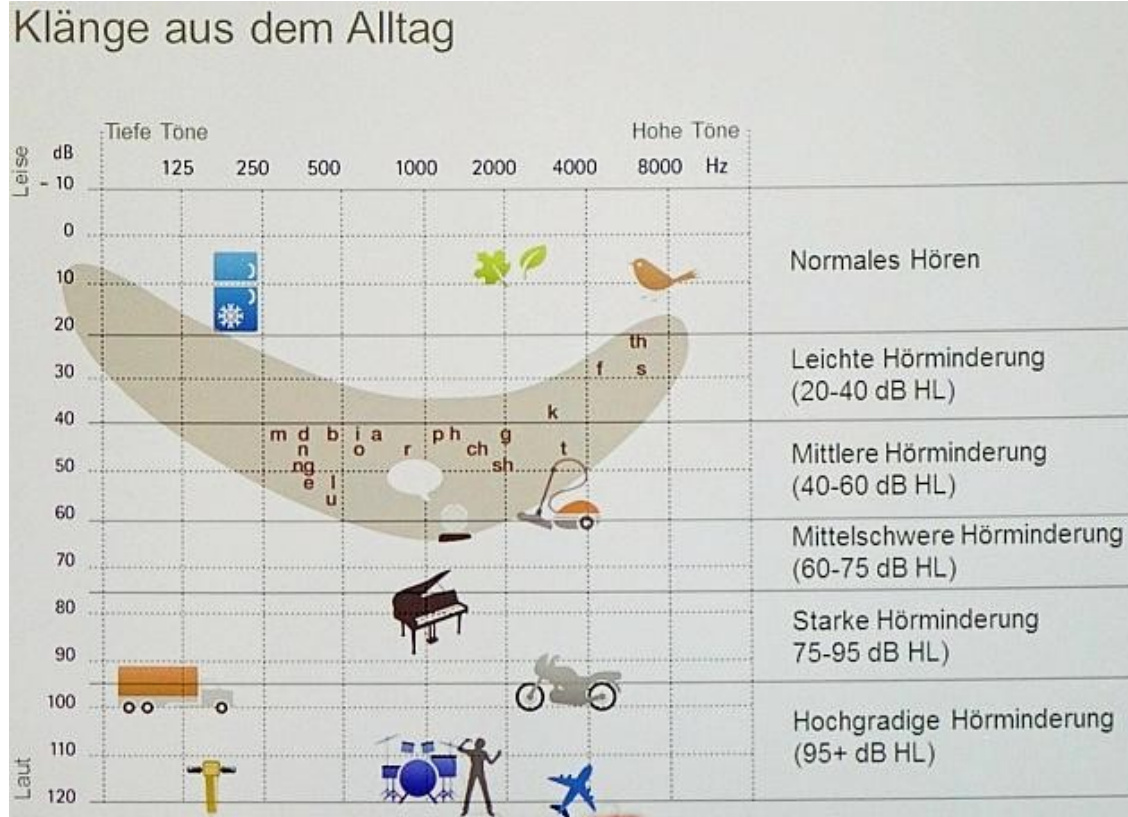 Klänge aus dem Alltag
Tiefe Töne
Hohe Töne
Leise
dB
125 250 500 1000 2000 4000 8000 Hz
- 10
0
10
20
30
40
50
60
70
80
90
100
110
120
Laut
th
f s
k
m d b i a p h g
n o r ch t
ng sh
e l
u
Normales Hören
Leichte Hörminderung
(20-40 dB HL)
Mittlere Hörminderung
(40-60 dB HL)
Mittelschwere Hörminderung
(60-75 dB HL)
Starke Hörminderung
75-95 dB HL)
Hochgradige Hörminderung
(95+ dB HL)